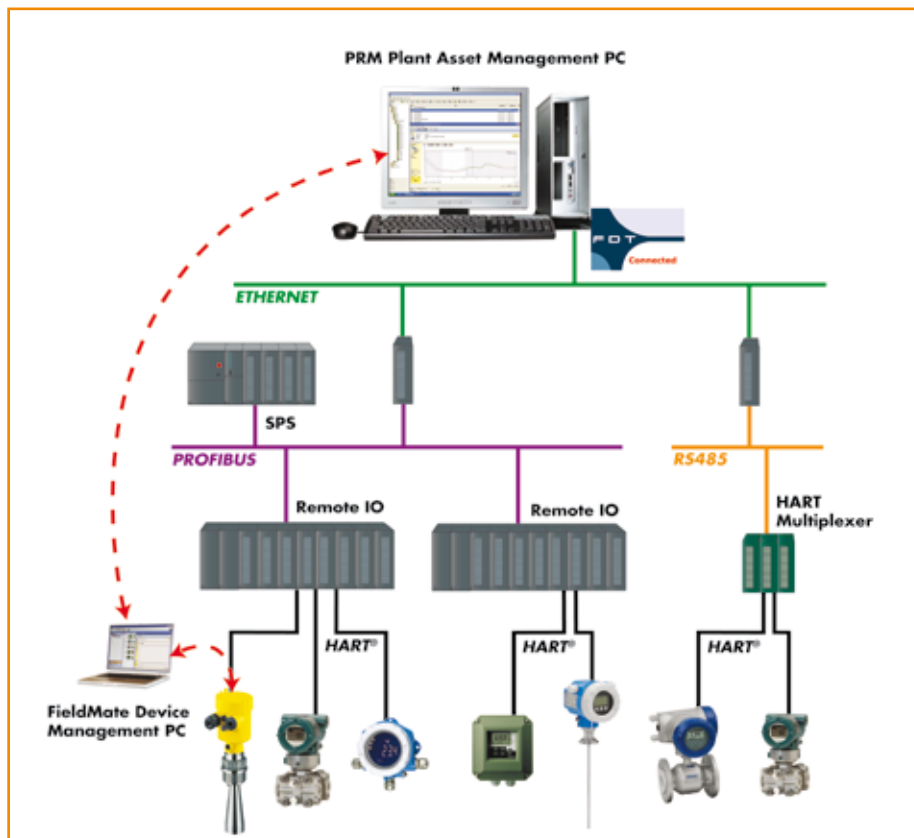 PRM Plant Asset Management PC
FDT
Connected
ETHERNET
SPS
PROFIBUS
RS485
Remote IO
Remote IO
HART
Multiplexer
HART®
HART®
HART®
FieldMate Device
Management PC